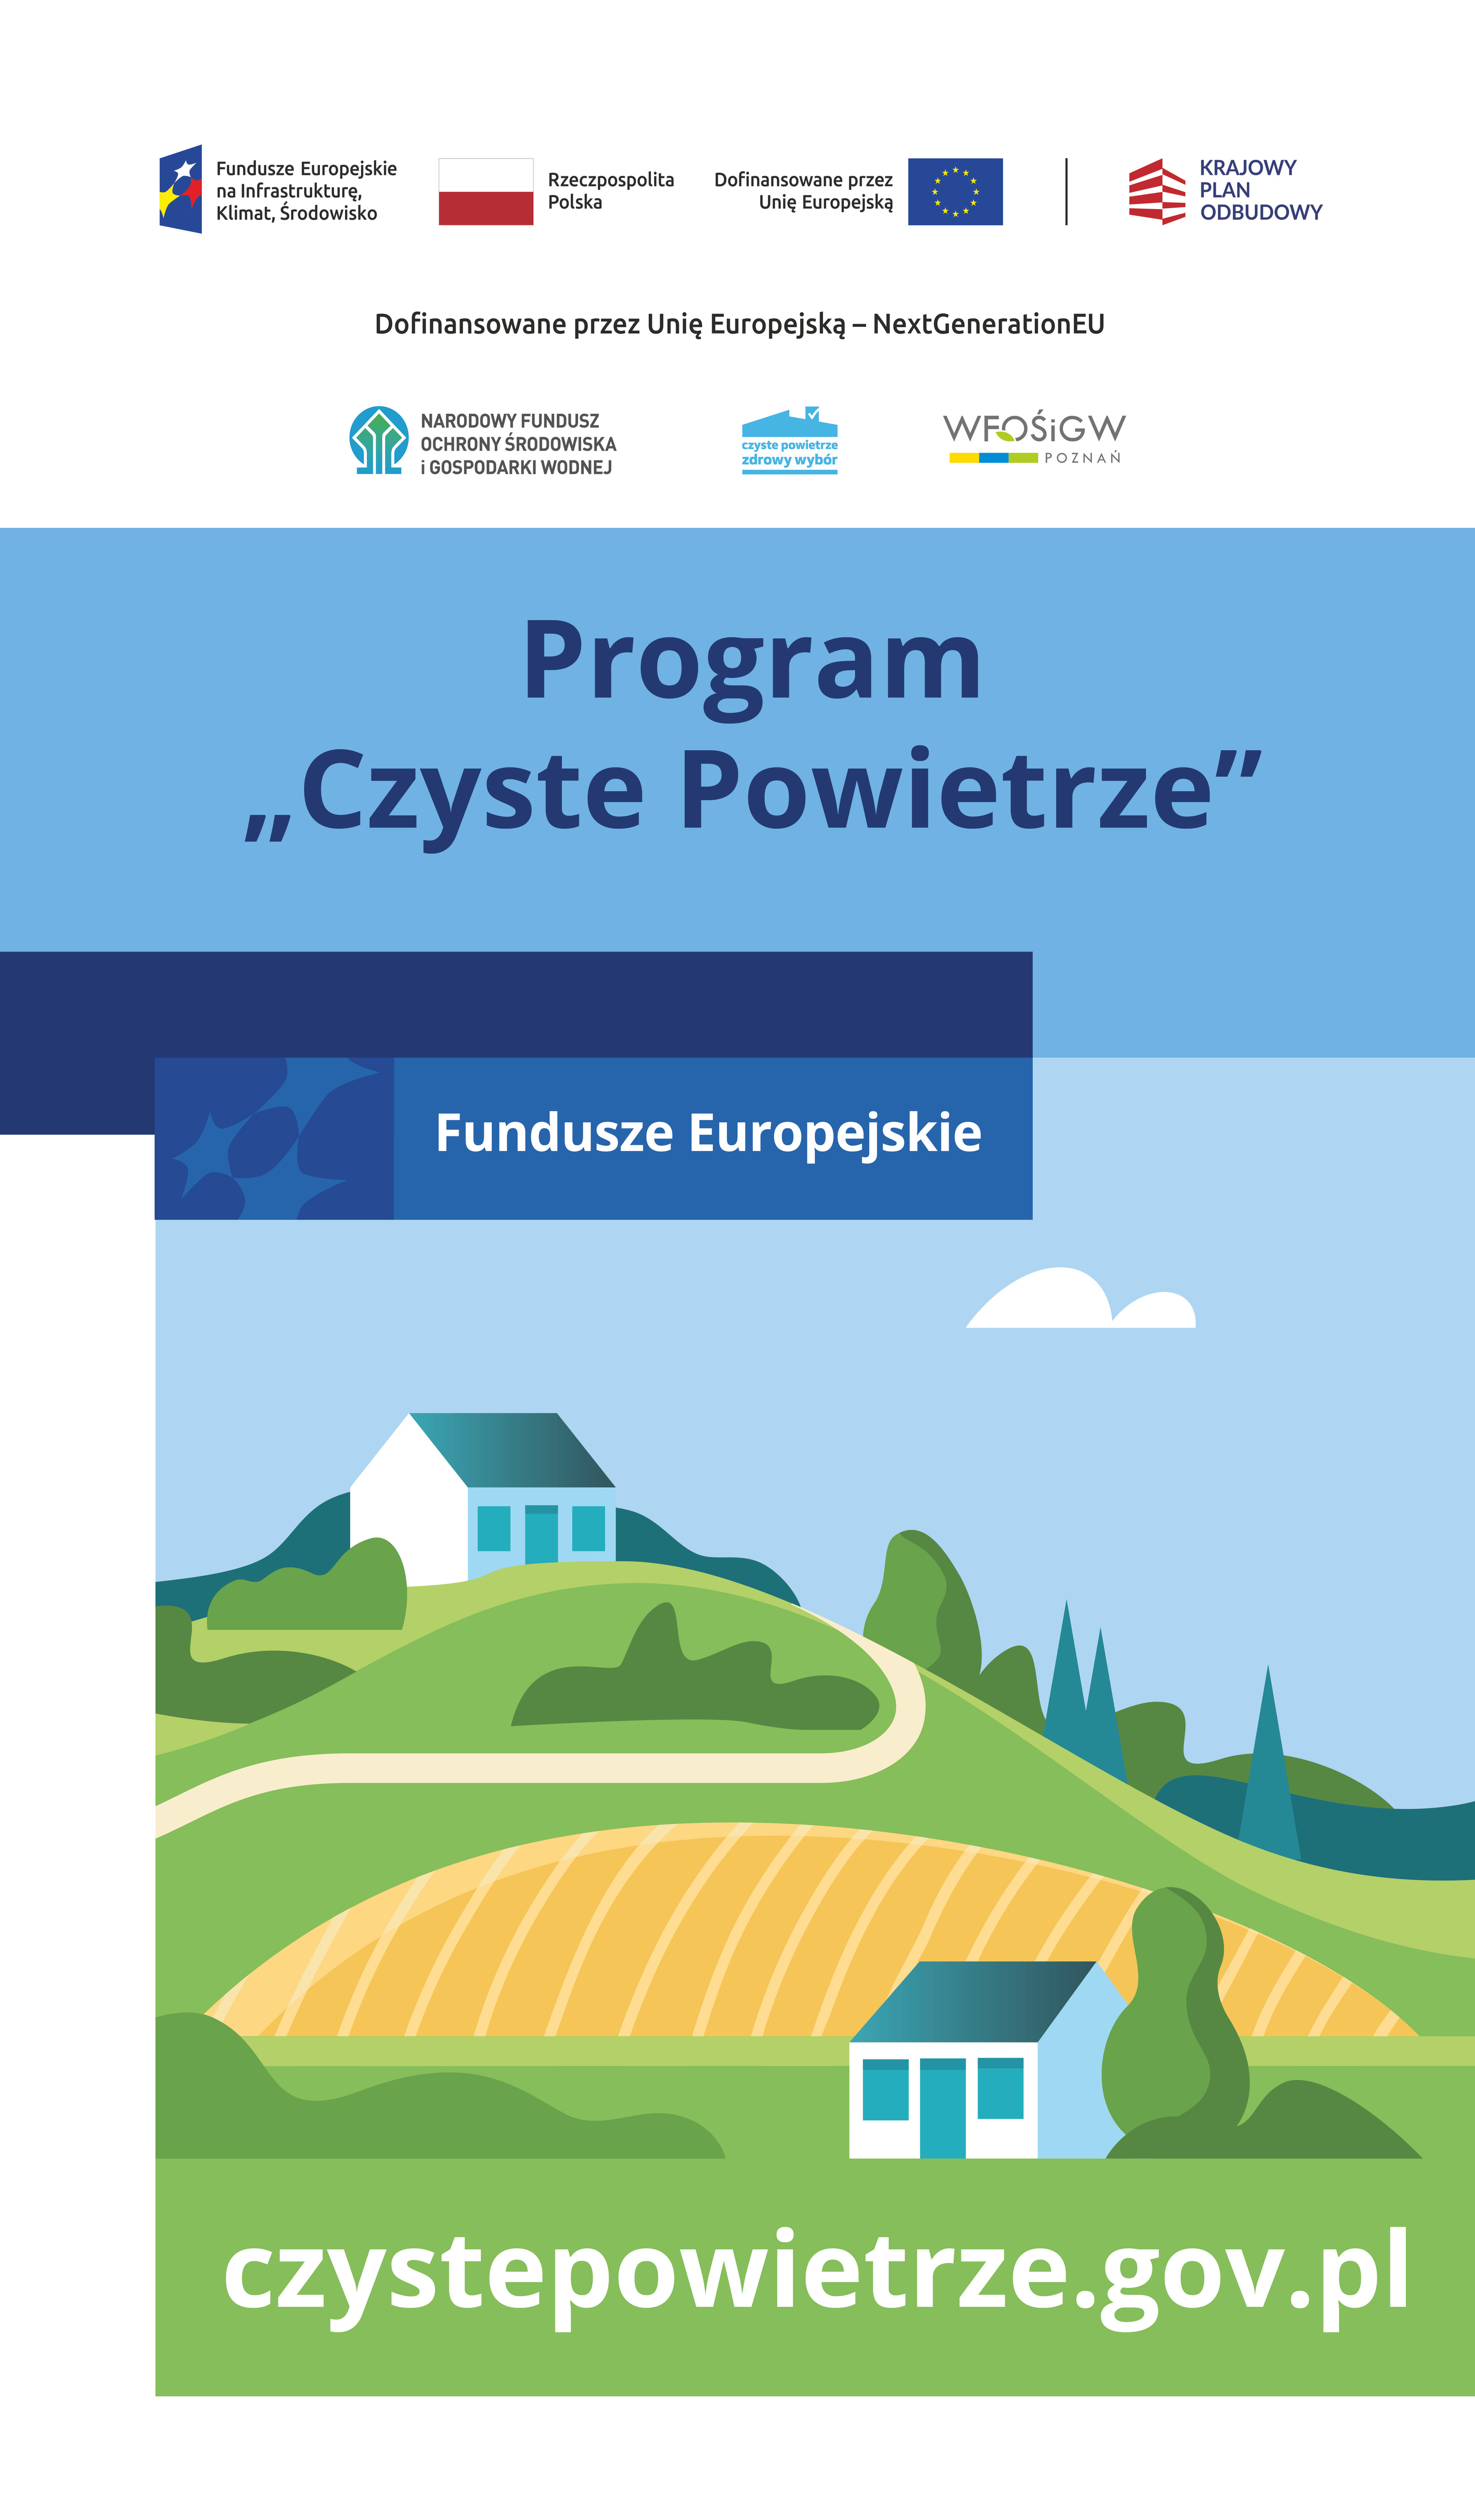 Fundusze Europejskie
na Infrastrukturę,
Klimat, Środowisko
Rzeczpospolita
Polska
Dofinansowane przez
Unię Europejską
KRAJOWY
PLAN
ODBUDOWY
Dofinansowane przez Unię Europejską – NextGenerationEU
NARODOWY FUNDUSZ
OCHRONY ŚRODOWISKA
i GOSPODARKI WODNEJ
czyste powietrze
zdrowy wybór
WFOŚiGW
POZNAŃ
Program
„Czyste Powietrze”
Fundusze Europejskie
czystepowietrze.gov.pl